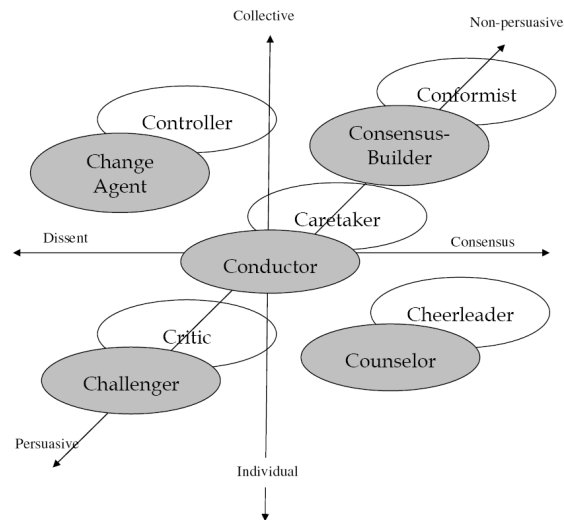 Collective
Non-persuasive
Conformist
Controller
Consensus-
Builder
Change
Agent
Caretaker
Dissent
Consensus
Conductor
Cheerleader
Critic
Counselor
Challenger
Persuasive
Individual